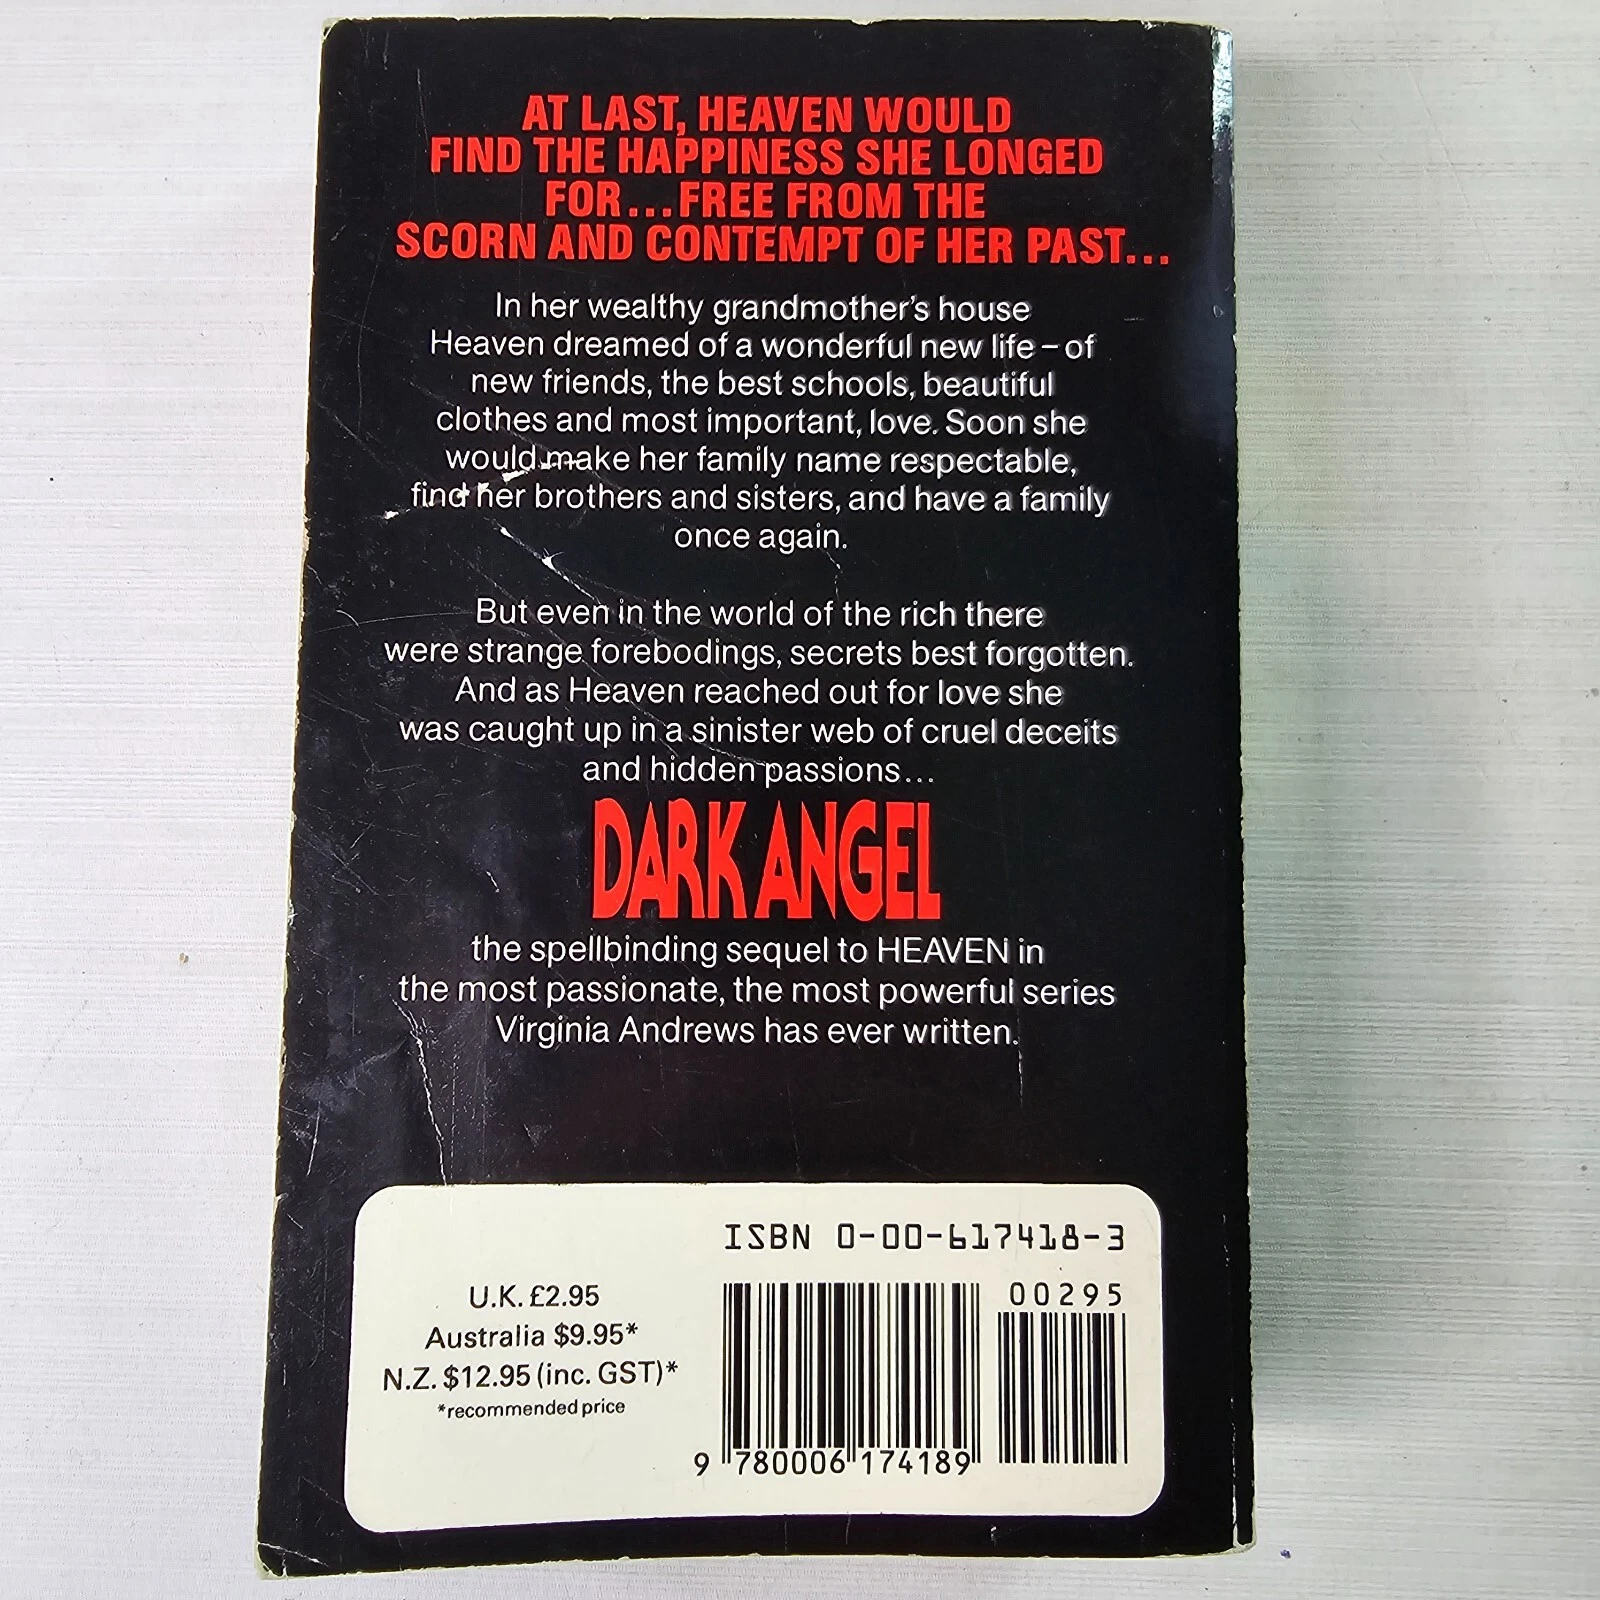 AT LAST, HEAVEN WOULD
FIND THE HAPPINESS SHE LONGED
FOR...FREE FROM THE
SCORN AND CONTEMPT OF HER PAST...
In her wealthy grandmother's house
Heaven dreamed of a wonderful new life – of
new friends, the best schools, beautiful
clothes and most important, love. Soon she
would make her family name respectable,
find her brothers and sisters, and have a family
once again.
But even in the world of the rich there
were strange forebodings, secrets best forgotten.
And as Heaven reached out for love she
was caught up in a sinister web of cruel deceits
and hidden passions...
DARK ANGEL
the spellbinding sequel to HEAVEN in
the most passionate, the most powerful series
Virginia Andrews has ever written.
ISBN 0-00-617418-3
U.K. £2.95
Australia $9.95*
N.Z. $12.95 (inc. GST)*
*recommended price
00295
9 780006 174189